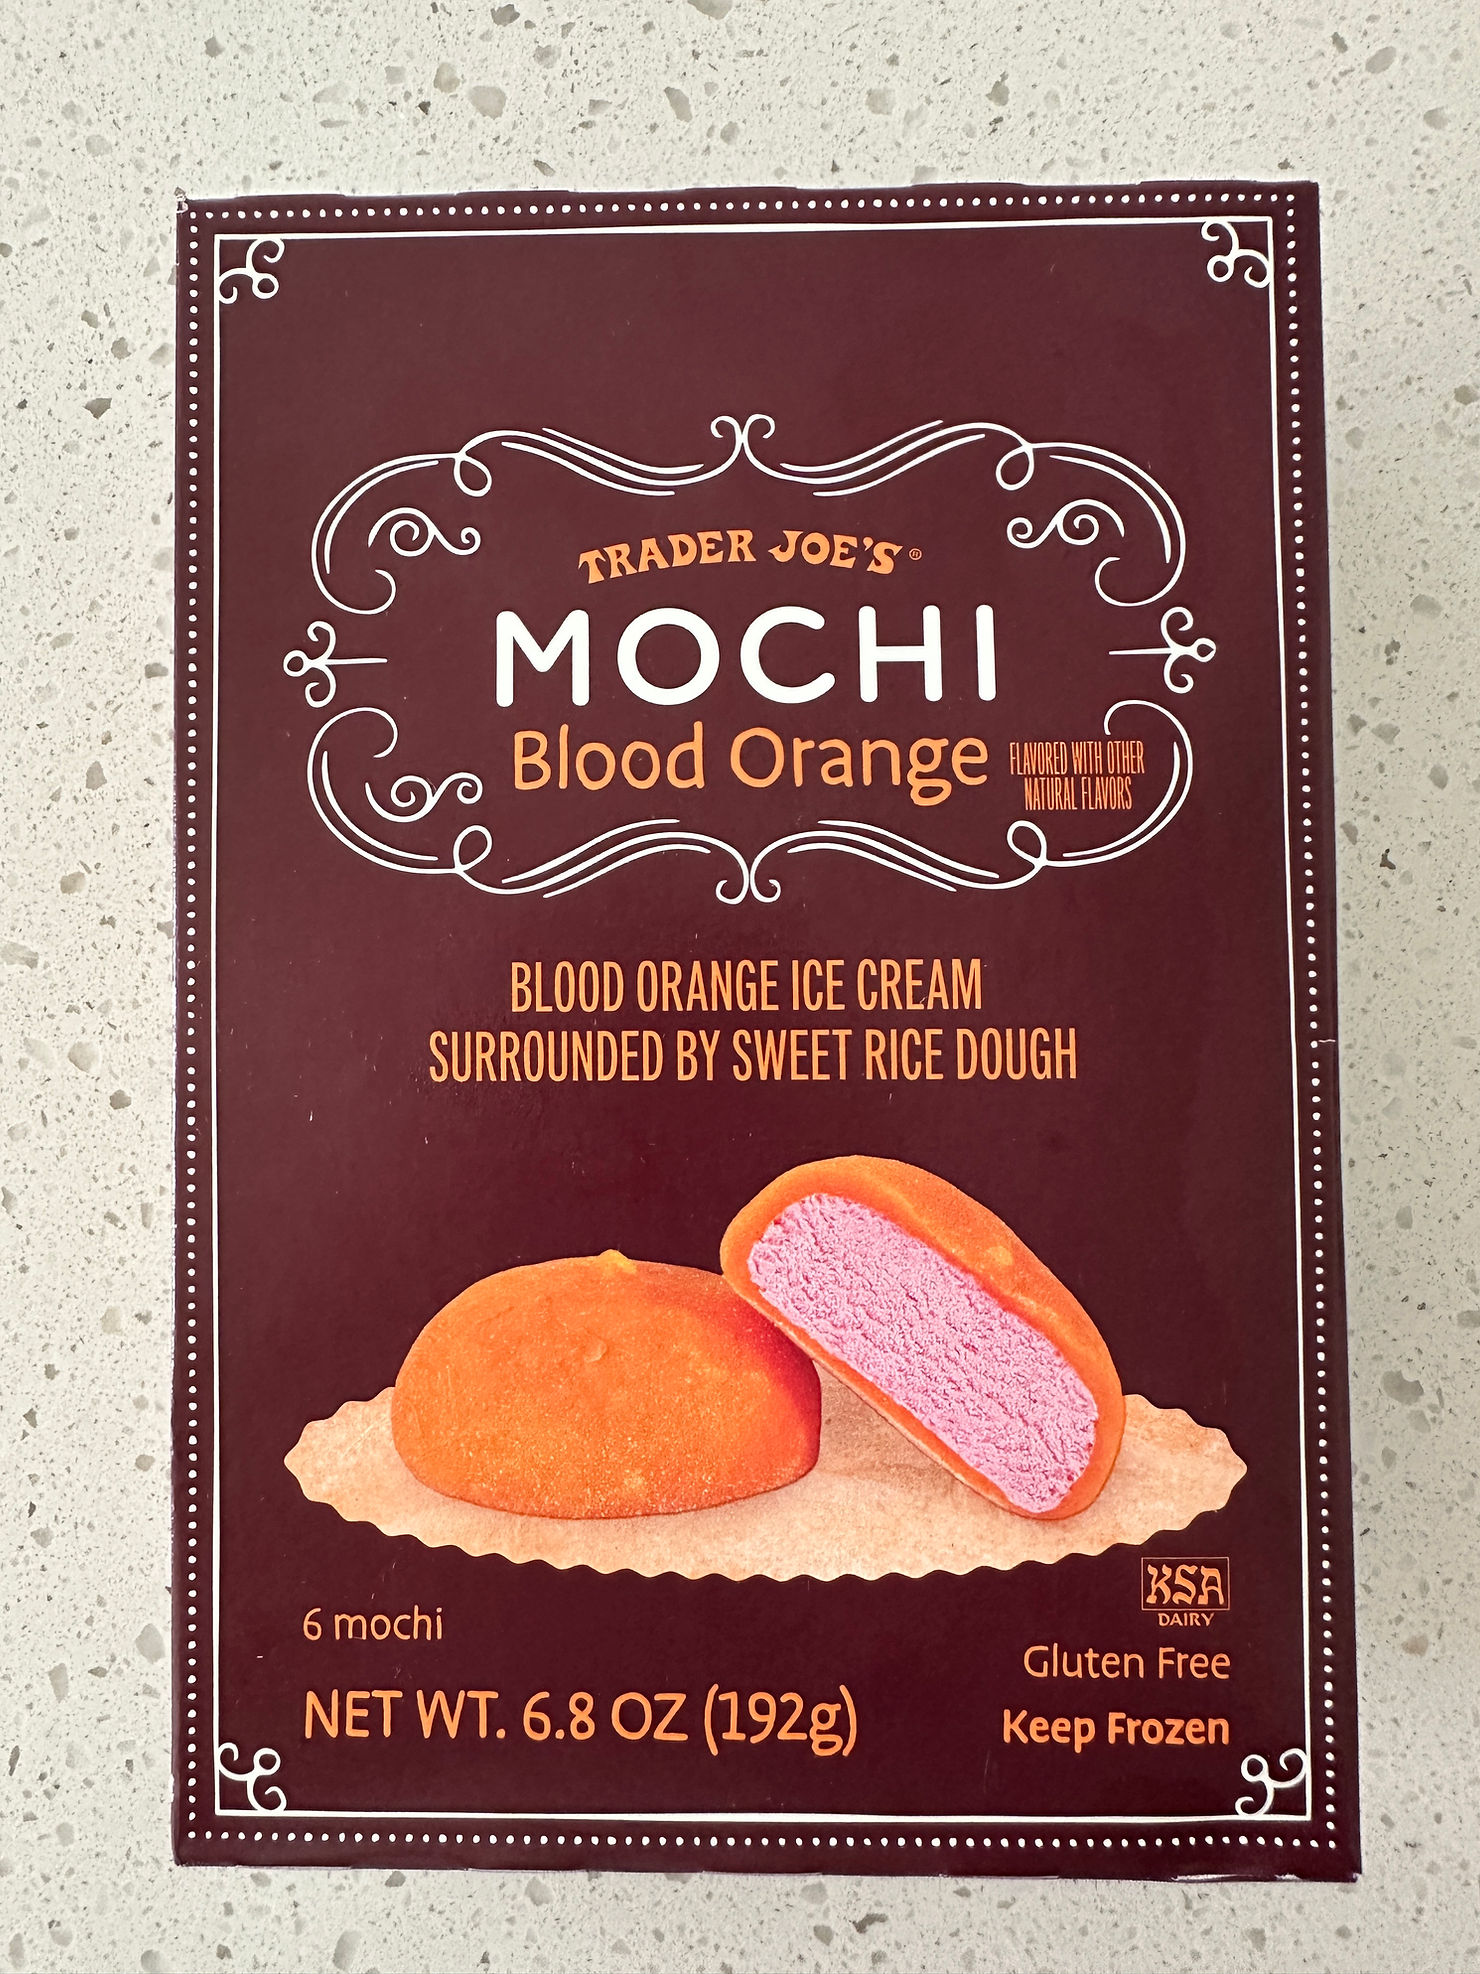 TRADER JOE'S®
MOCHI
Blood Orange
FLAVORED WITH OTHER
NATURAL FLAVORS
BLOOD ORANGE ICE CREAM
SURROUNDED BY SWEET RICE DOUGH
6 mochi
NET WT. 6.8 OZ (192g)
KSA
DAIRY
Gluten Free
Keep Frozen